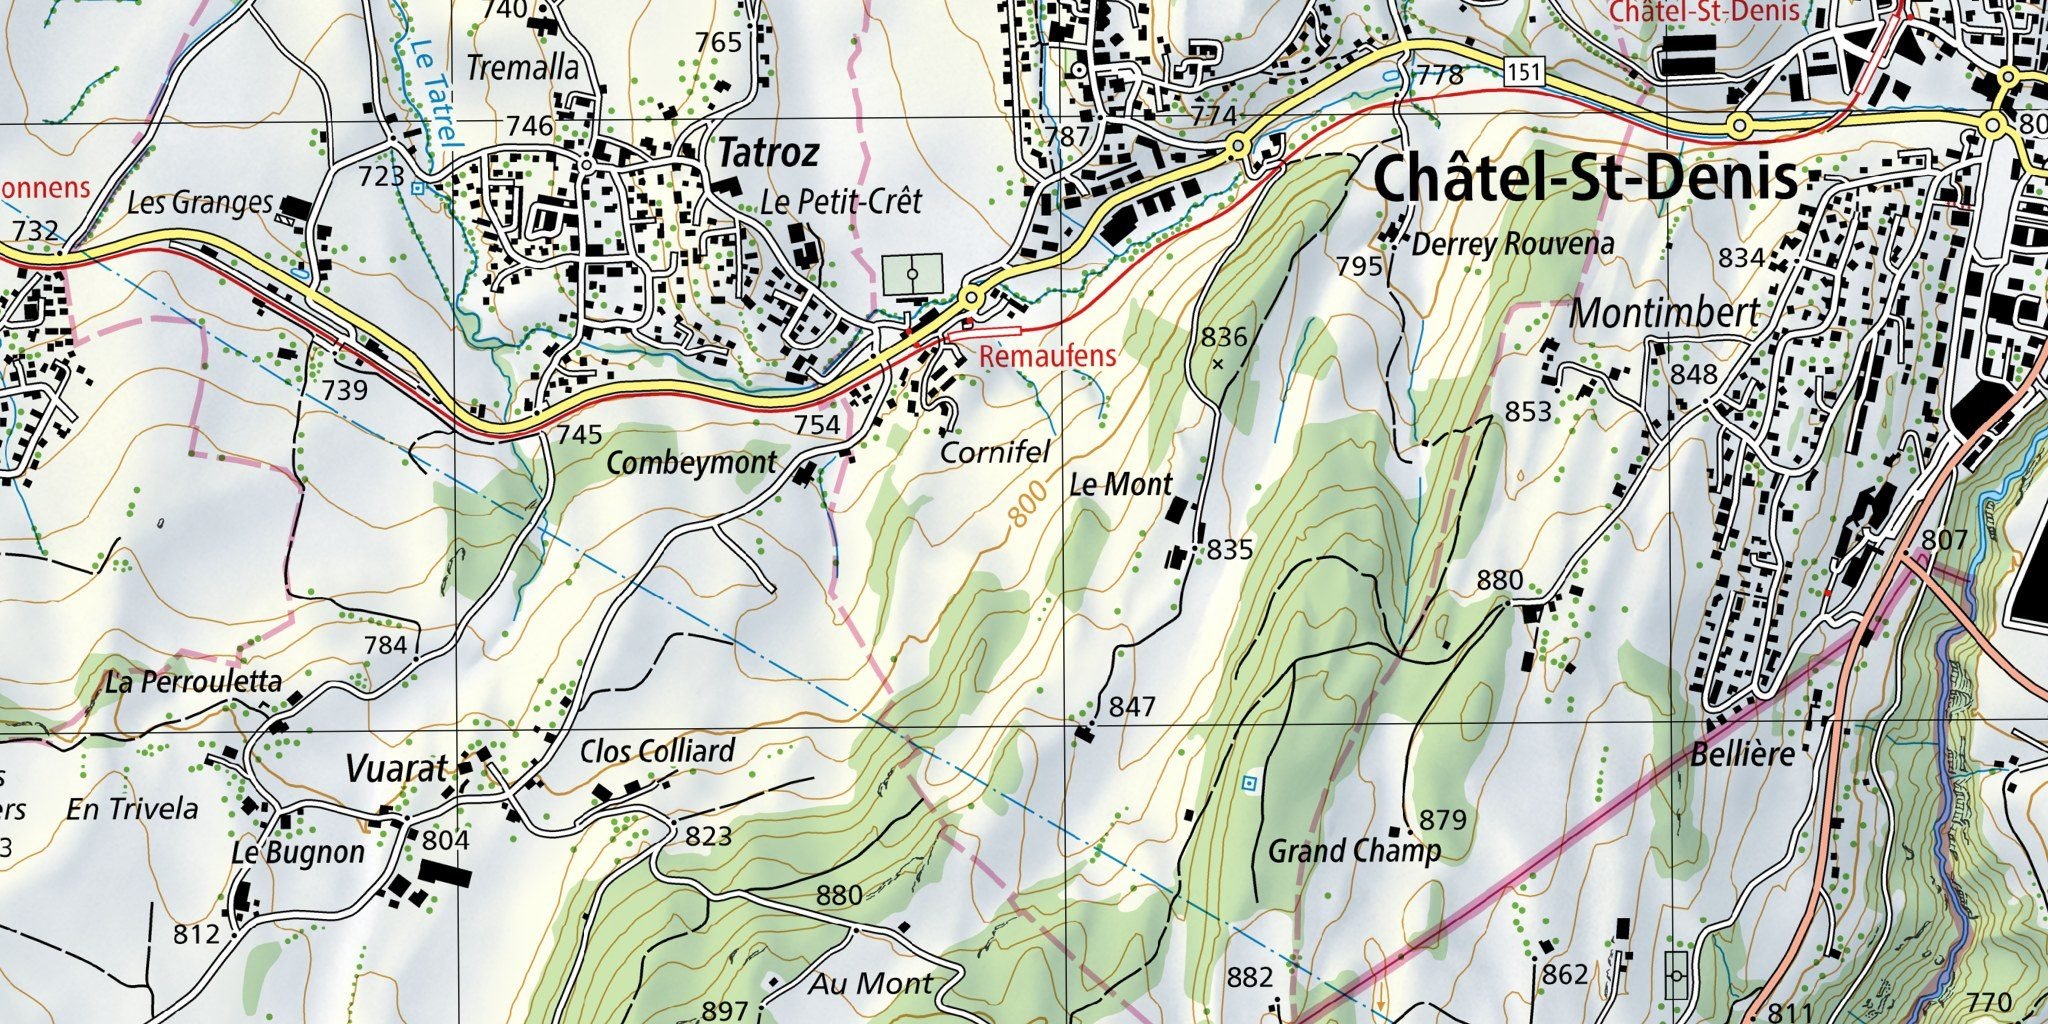 740
Châtel-St-Denis
765
Le Tatrel
Tremalla
778
151
746
774
787
80
Tatroz
723
Châtel-St-Denis
onnens
Les Granges
Le Petit-Crêt
732
Derrey Rouvena
834
795
Montimbert
836
Remaufens
739
848
853
754
745
Cornifel
Combeymont
Le Mont
800
835
807
880
784
La Perrouletta
847
Clos Colliard
Bellière
Vuarat
s
En Trivela
ers
879
823
804
3
Le Bugnon
Grand Champ
880
812
882
862
Au Mont
897
770
811